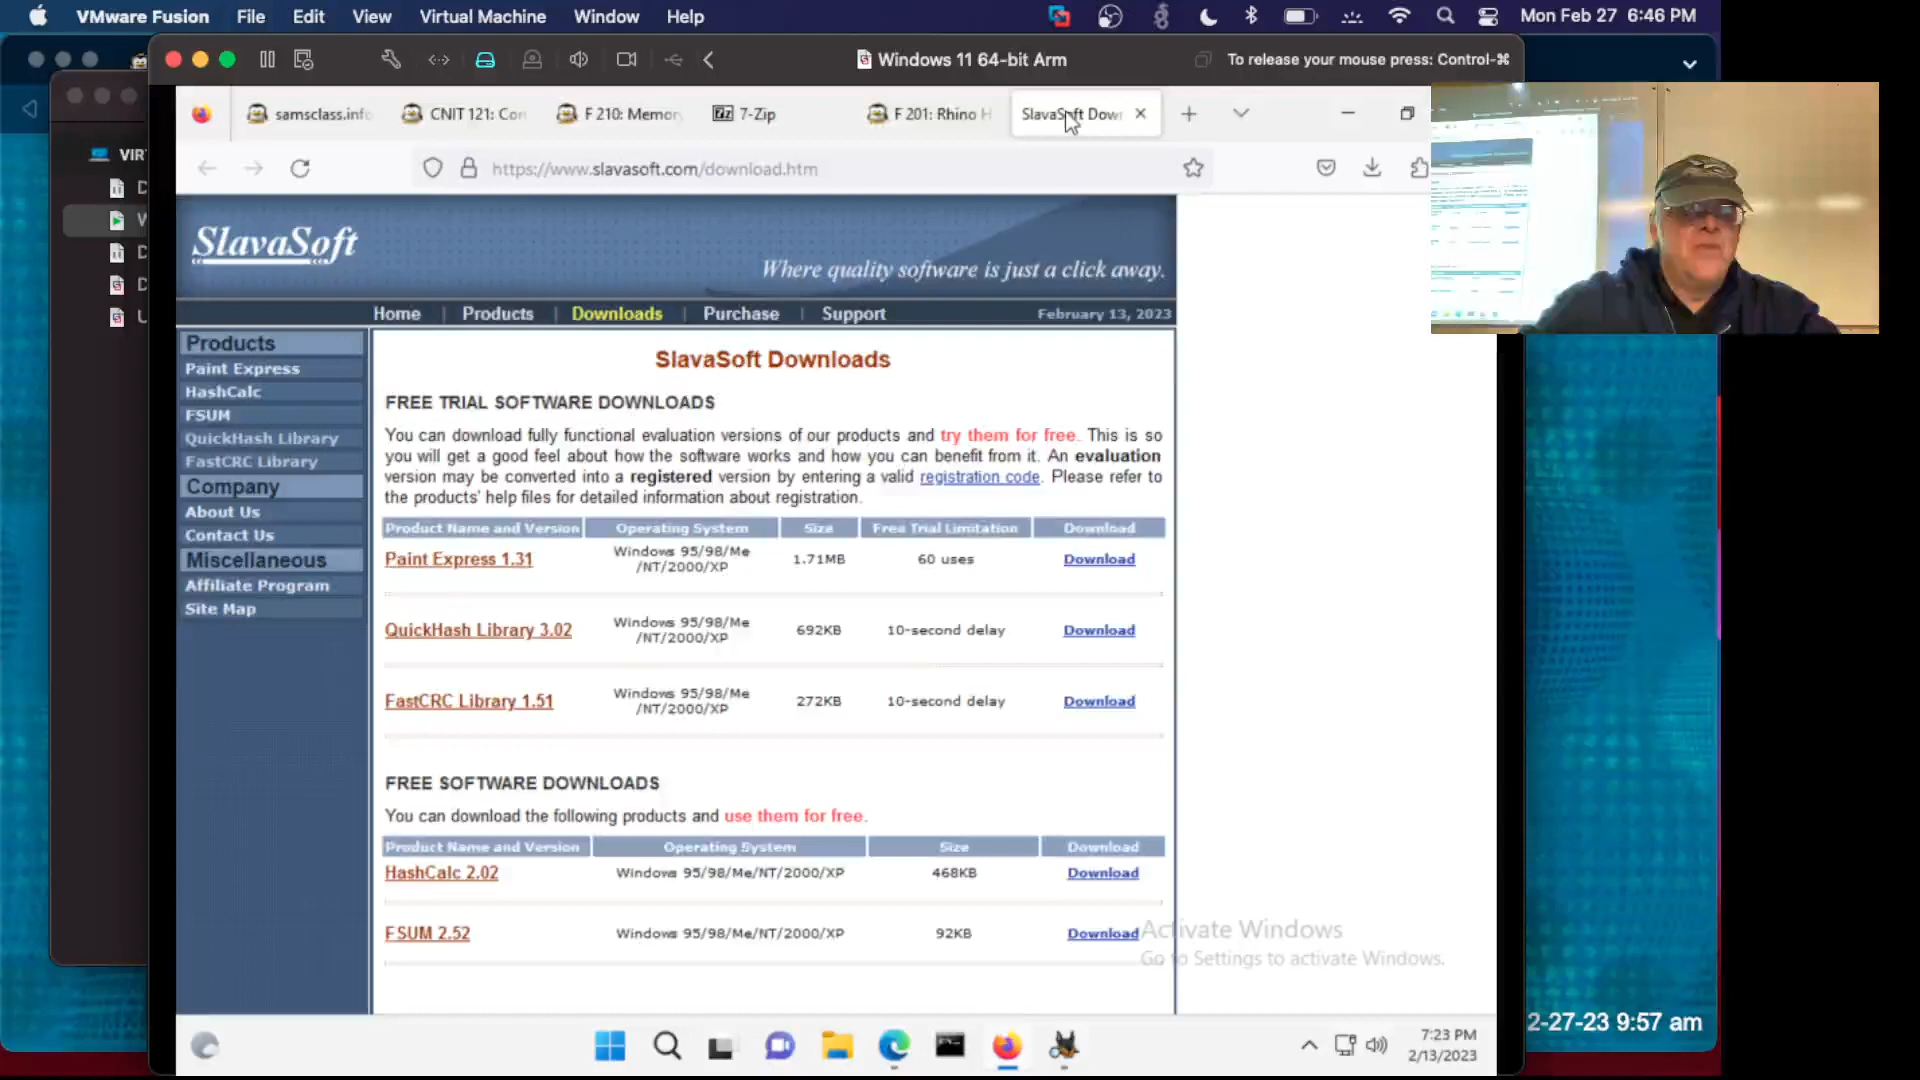 VMware Fusion File Edit View Virtual Machine Window Help
Mon Feb 27 6:46 PM
Windows 11 64-bit Arm
To release your mouse press: Control-⌘
samsclass.info
CNIT 121: Con
F 210: Memor
7-Zip
F 201: Rhino H
SlavaSoft Down
https://www.slavasoft.com/download.htm
VIR
D
W
D
D
U
SlavaSoft
Where quality software is just a click away.
Home | Products | Downloads | Purchase | Support
February 13, 2023
Products
Paint Express
HashCalc
FSUM
QuickHash Library
FastCRC Library
Company
About Us
Contact Us
Miscellaneous
Affiliate Program
Site Map
SlavaSoft Downloads
FREE TRIAL SOFTWARE DOWNLOADS
You can download fully functional evaluation versions of our products and try them for free. This is so
you will get a good feel about how the software works and how you can benefit from it. An evaluation
version may be converted into a registered version by entering a valid registration code. Please refer to
the products' help files for detailed information about registration.
Product Name and Version Operating System Size Free Trial Limitation Download
Paint Express 1.31 Windows 95/98/Me /NT/2000/XP 1.71MB 60 uses Download
QuickHash Library 3.02 Windows 95/98/Me /NT/2000/XP 692KB 10-second delay Download
FastCRC Library 1.51 Windows 95/98/Me /NT/2000/XP 272KB 10-second delay Download
FREE SOFTWARE DOWNLOADS
You can download the following products and use them for free.
Product Name and Version Operating System Size Download
HashCalc 2.02 Windows 95/98/Me/NT/2000/XP 468KB Download
FSUM 2.52 Windows 95/98/Me/NT/2000/XP 92KB Download
Activate Windows
Go to Settings to activate Windows.
7:23 PM
2/13/2023
2-27-23 9:57 am